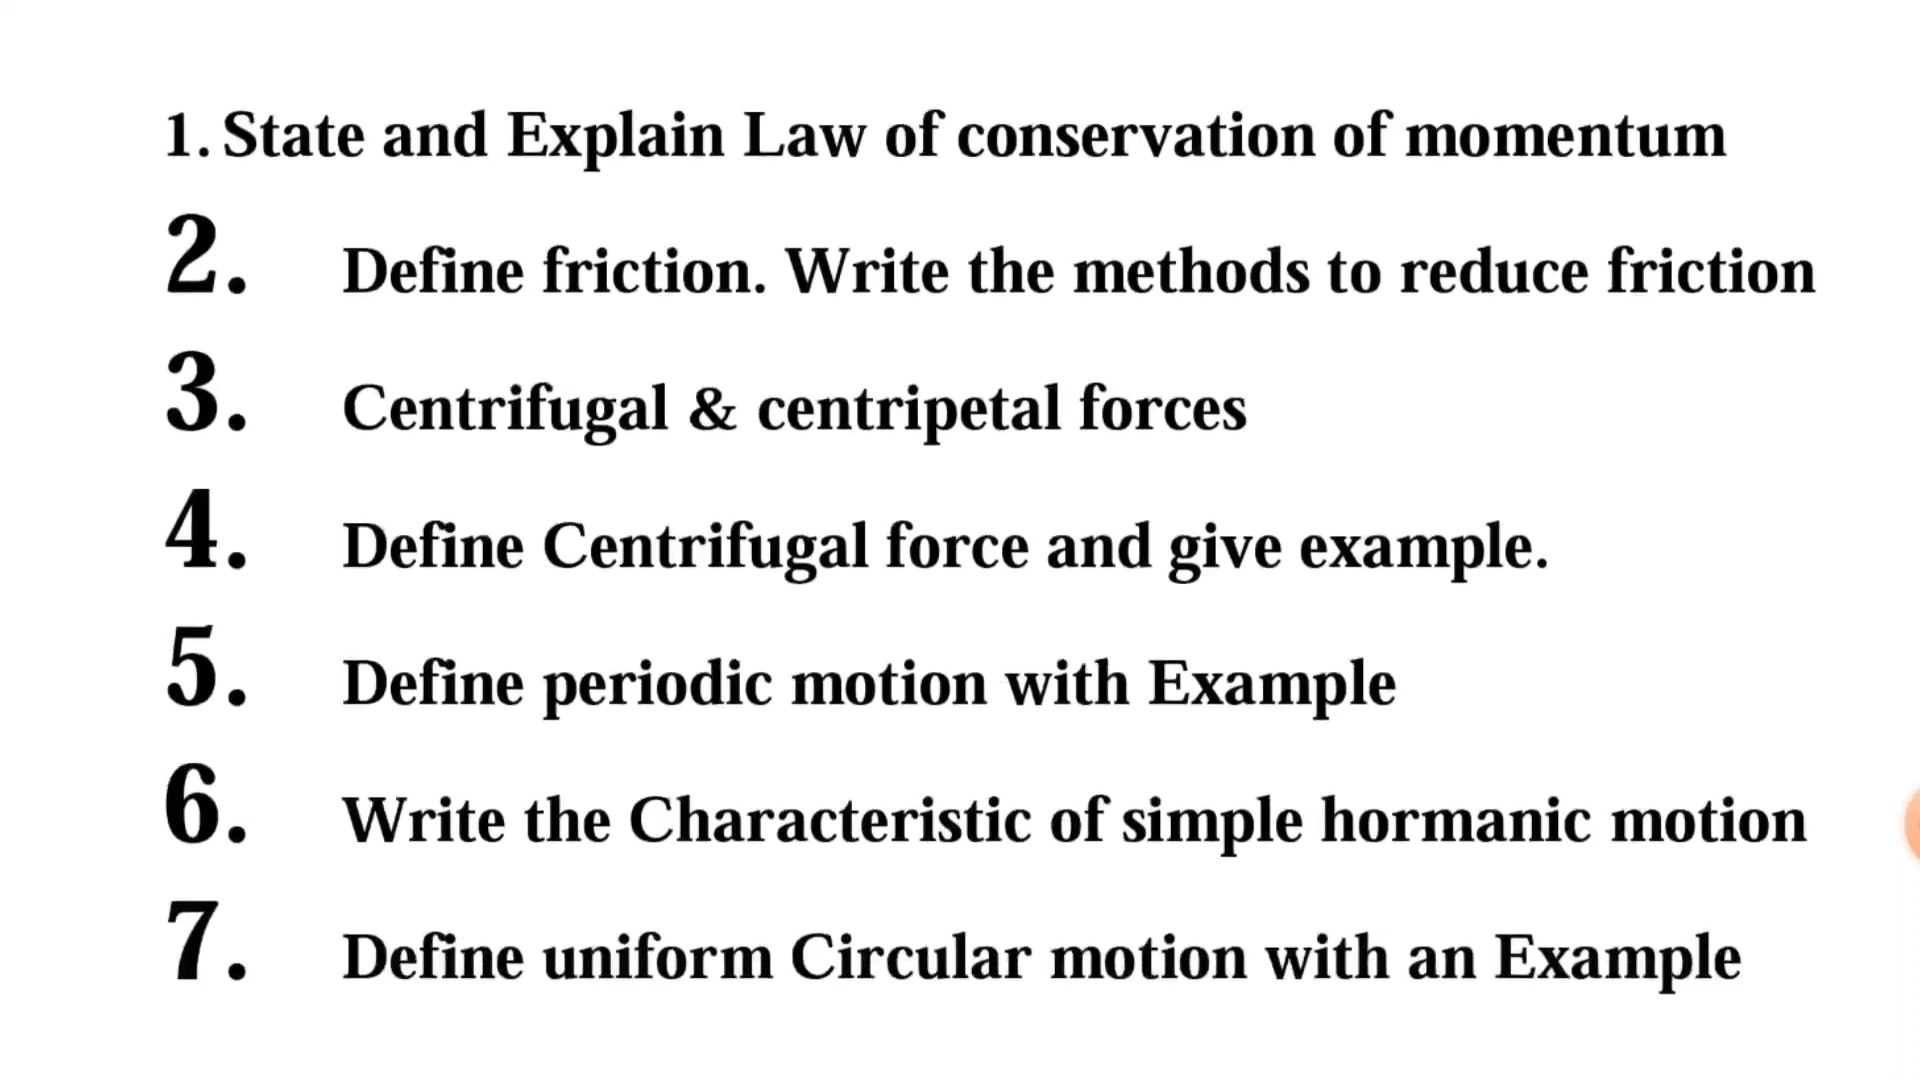 1. State and Explain Law of conservation of momentum
2. Define friction. Write the methods to reduce friction
3. Centrifugal & centripetal forces
4. Define Centrifugal force and give example.
5. Define periodic motion with Example
6. Write the Characteristic of simple hormanic motion
7. Define uniform Circular motion with an Example